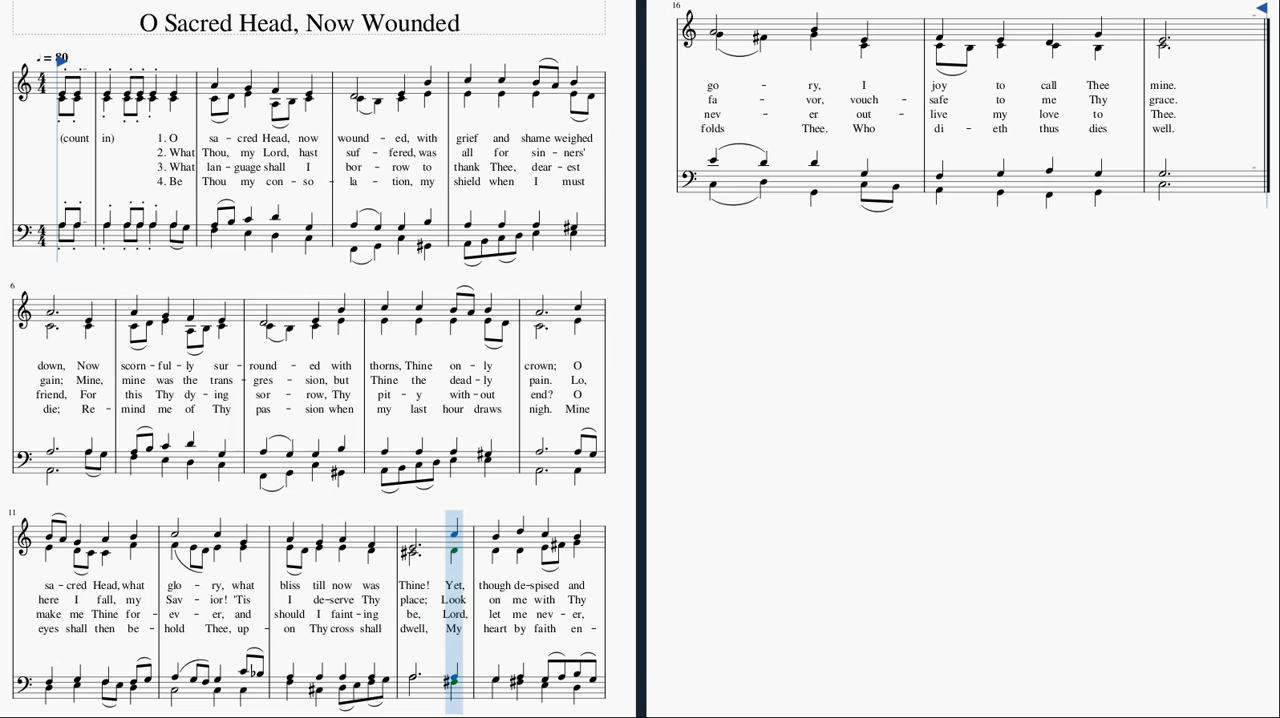 O Sacred Head, Now Wounded
♩ = 80
(count in) 1. O sa – cred Head, now wound – ed, with grief and shame weighed
2. What Thou, my Lord, hast suf – fered, was all for sin – ners'
3. What lan – guage shall I bor – row to thank Thee, dear – est
4. Be Thou my con – so – la – tion, my shield when I must
6
down, Now scorn – ful – ly sur – round – ed with thorns, Thine on – ly crown; O
gain; Mine, mine was the trans – gres – sion, but Thine the dead – ly pain. Lo,
friend, For this Thy dy – ing sor – row, Thy pit – y with – out end? O
die; Re – mind me of Thy pas – sion when my last hour draws nigh. Mine
11
sa – cred Head, what glo – ry, what bliss till now was Thine! Yet, though de – spised and
here I fall, my Sav – ior! 'Tis I de – serve Thy place; Look on me with Thy
make me Thine for – ev – er, and should I faint – ing be, Lord, let me nev – er,
eyes shall then be – hold Thee, up – on Thy cross shall dwell, My heart by faith en –
16
go – ry, I joy to call Thee mine.
fa – vor, vouch – safe to me Thy grace.
nev – er out – live my love to Thee.
folds Thee. Who di – eth thus dies well.